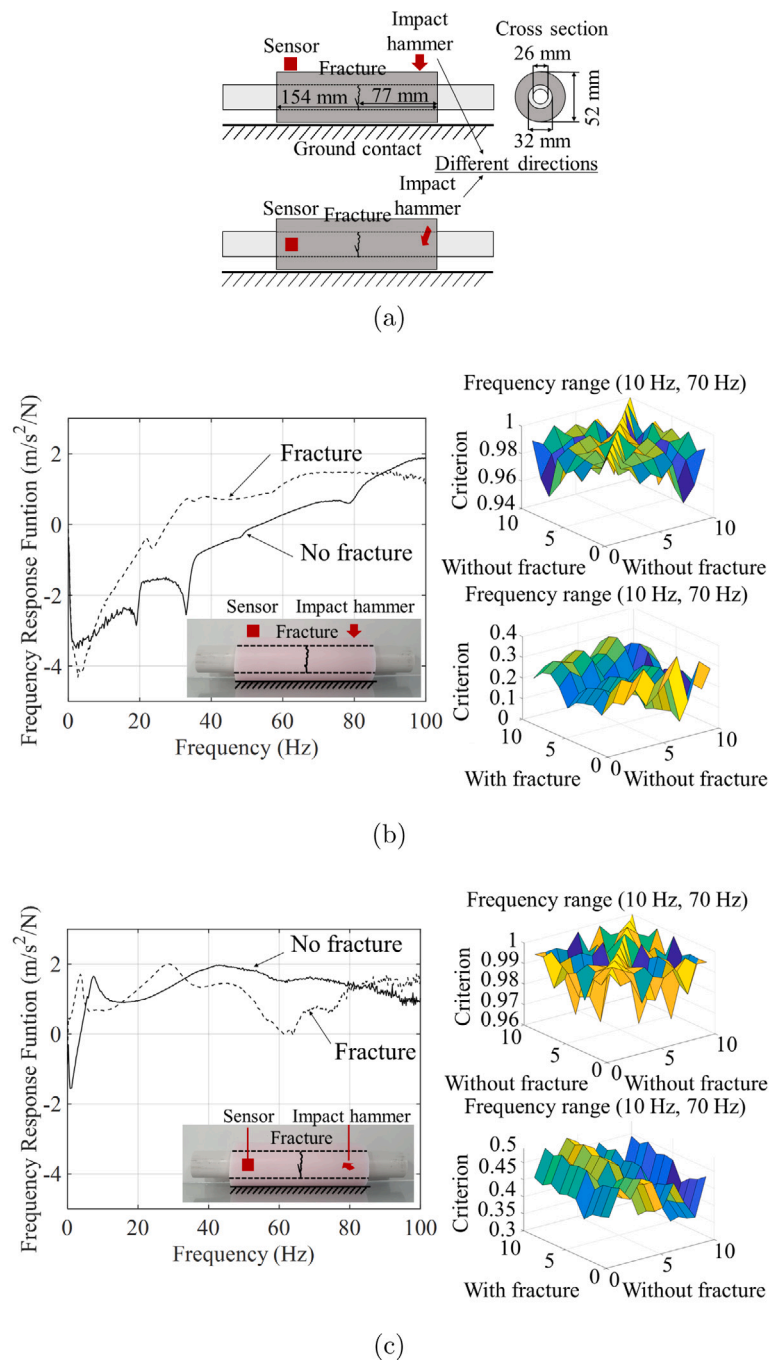 Impact
hammer
Cross section
Sensor
26 mm
Fracture
154 mm
77 mm
52 mm
32 mm
Ground contact
Different directions
Impact
hammer
Sensor
Fracture
(a)
Frequency Response Funtion (m/s²/N)
2
0
-2
-4
0
20
40
60
80
100
Frequency (Hz)
Fracture
No fracture
Sensor
Impact hammer
Fracture
Frequency range (10 Hz, 70 Hz)
Criterion
1
0.98
0.96
0.94
10
5
0
0
5
10
Without fracture
Without fracture
Frequency range (10 Hz, 70 Hz)
Criterion
0.4
0.3
0.2
0.1
0
10
5
0
0
5
10
With fracture
Without fracture
(b)
Frequency Response Funtion (m/s²/N)
2
0
-2
-4
0
20
40
60
80
100
Frequency (Hz)
No fracture
Fracture
Sensor
Impact hammer
Fracture
Frequency range (10 Hz, 70 Hz)
Criterion
1
0.99
0.98
0.97
0.96
10
5
0
0
5
10
Without fracture
Without fracture
Frequency range (10 Hz, 70 Hz)
Criterion
0.5
0.45
0.4
0.35
0.3
10
5
0
0
5
10
With fracture
Without fracture
(c)